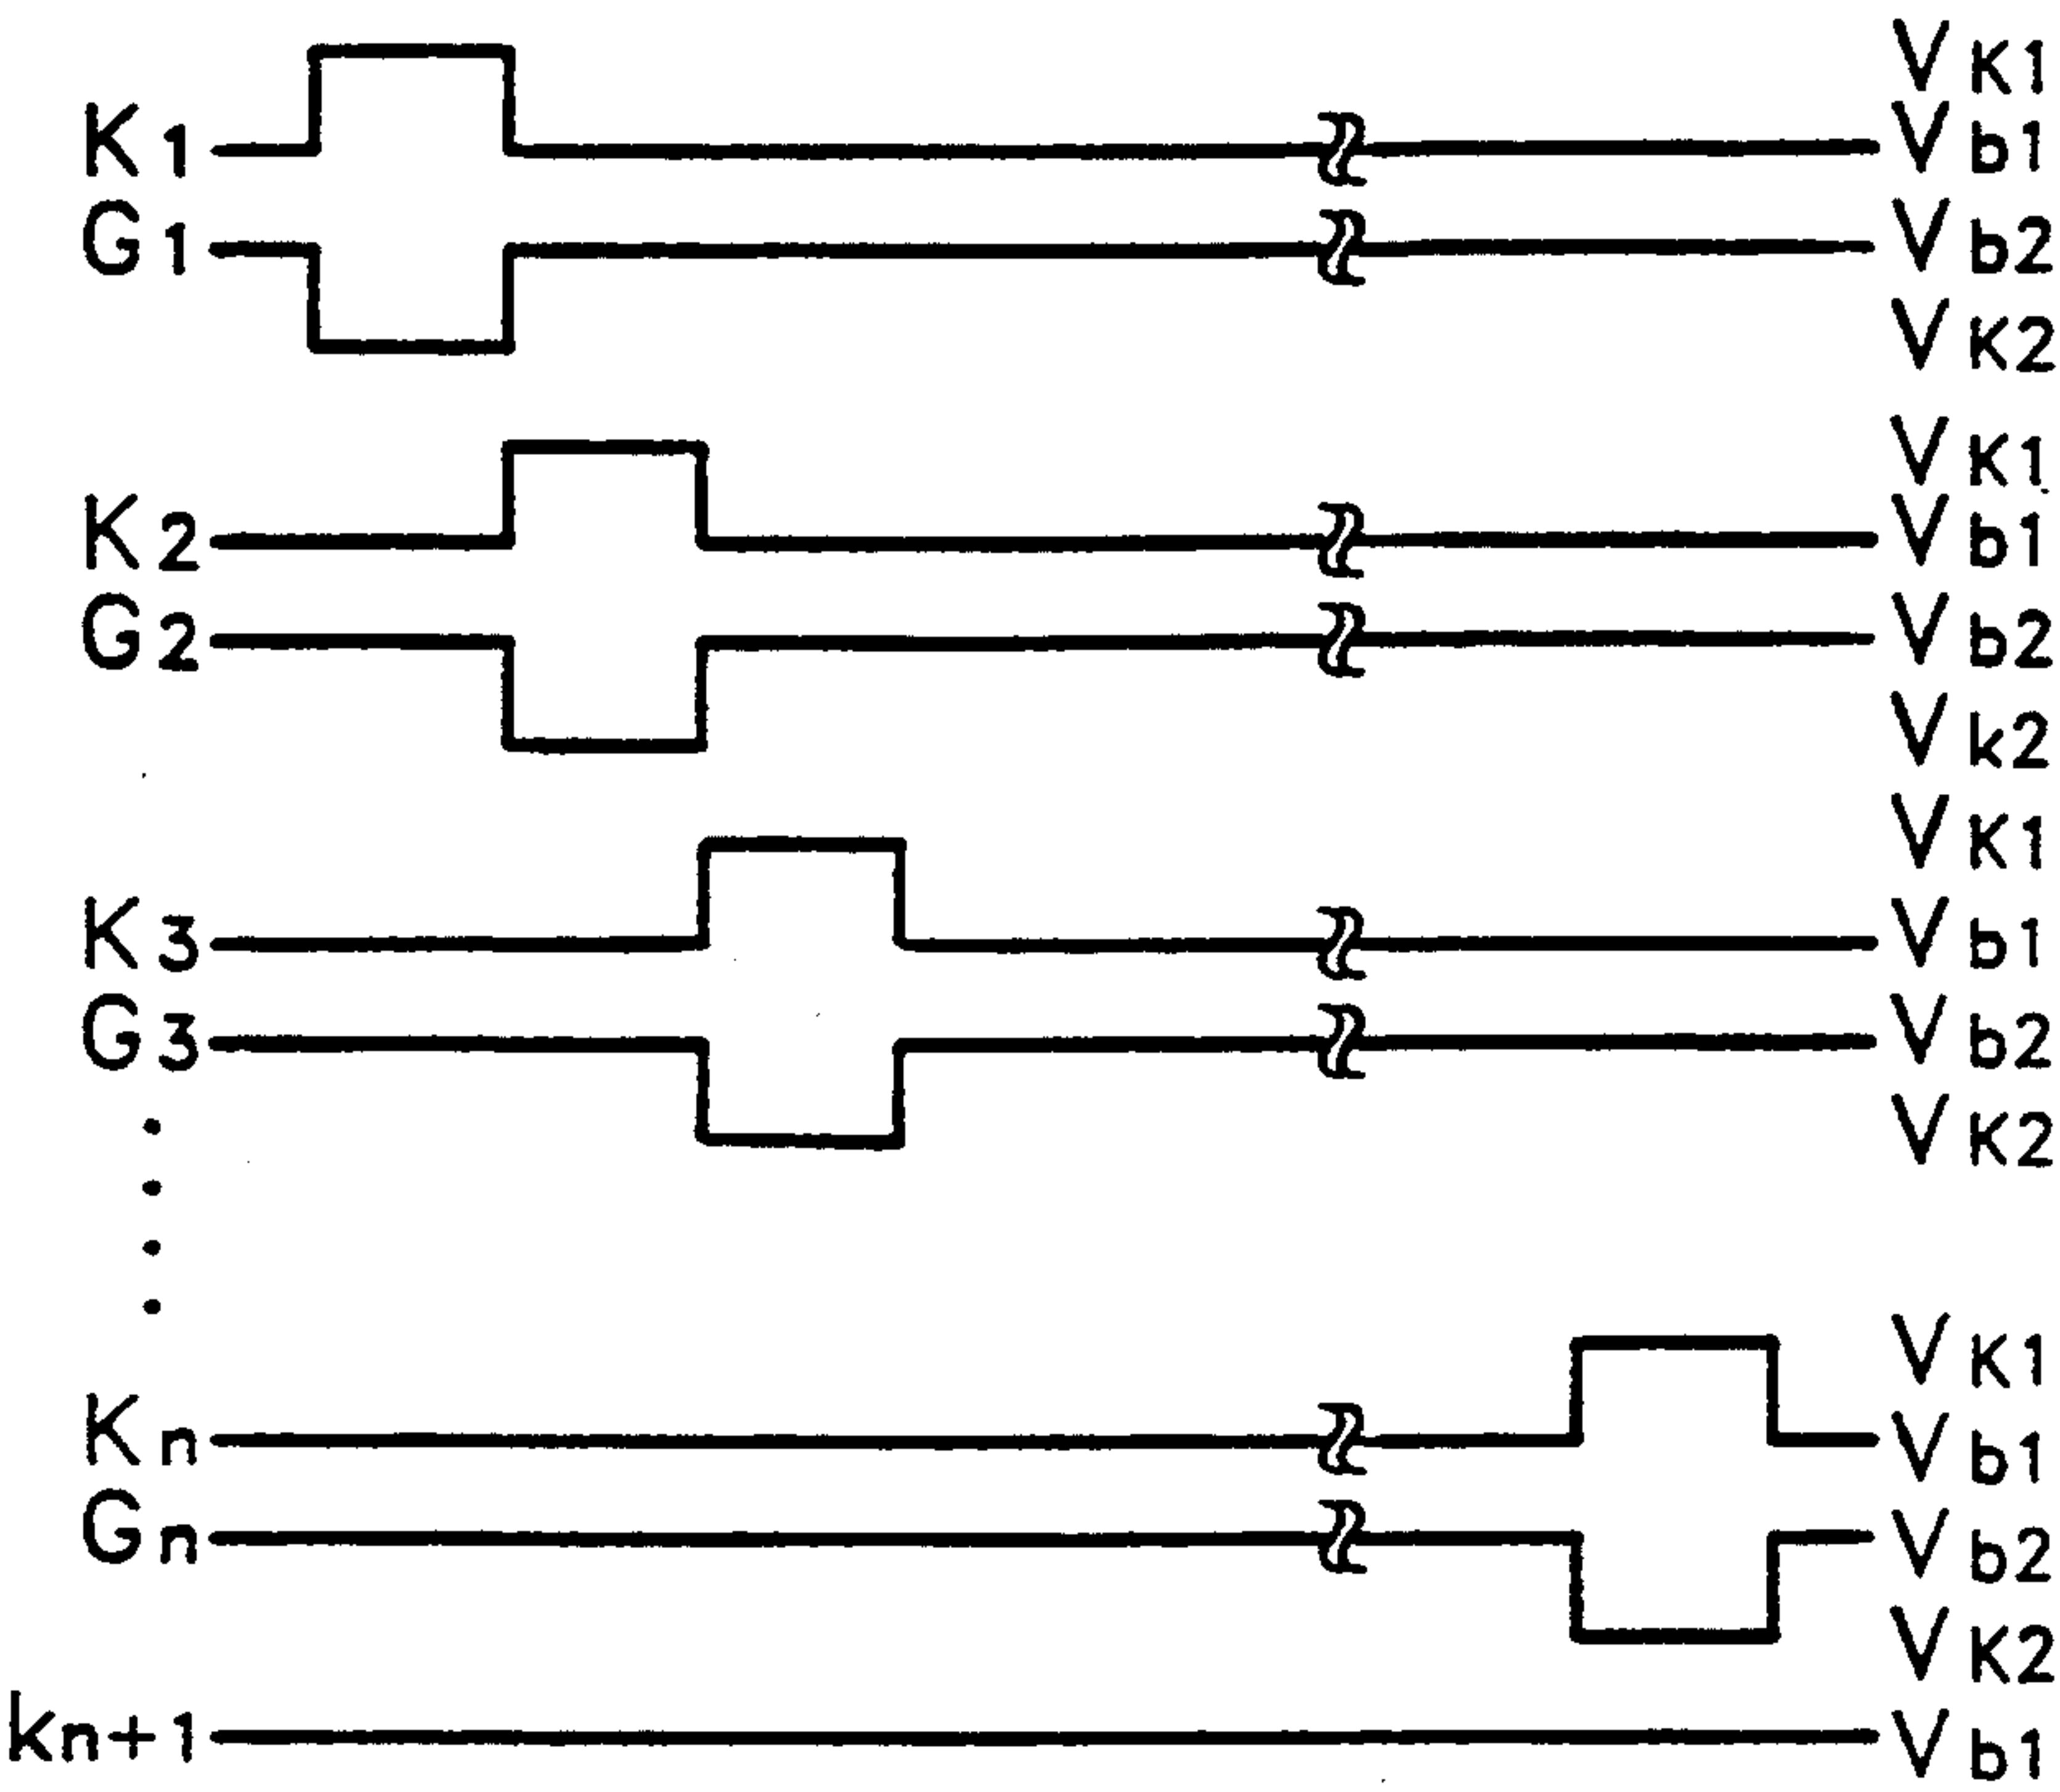 VK1
K1 Vb1
G1 Vb2
VK2
VK1
K2 Vb1
G2 Vb2
Vk2
VK1
K3 Vb1
G3 Vb2
VK2
VK1
Kn Vb1
Gn Vb2
VK2
kn+1 Vb1